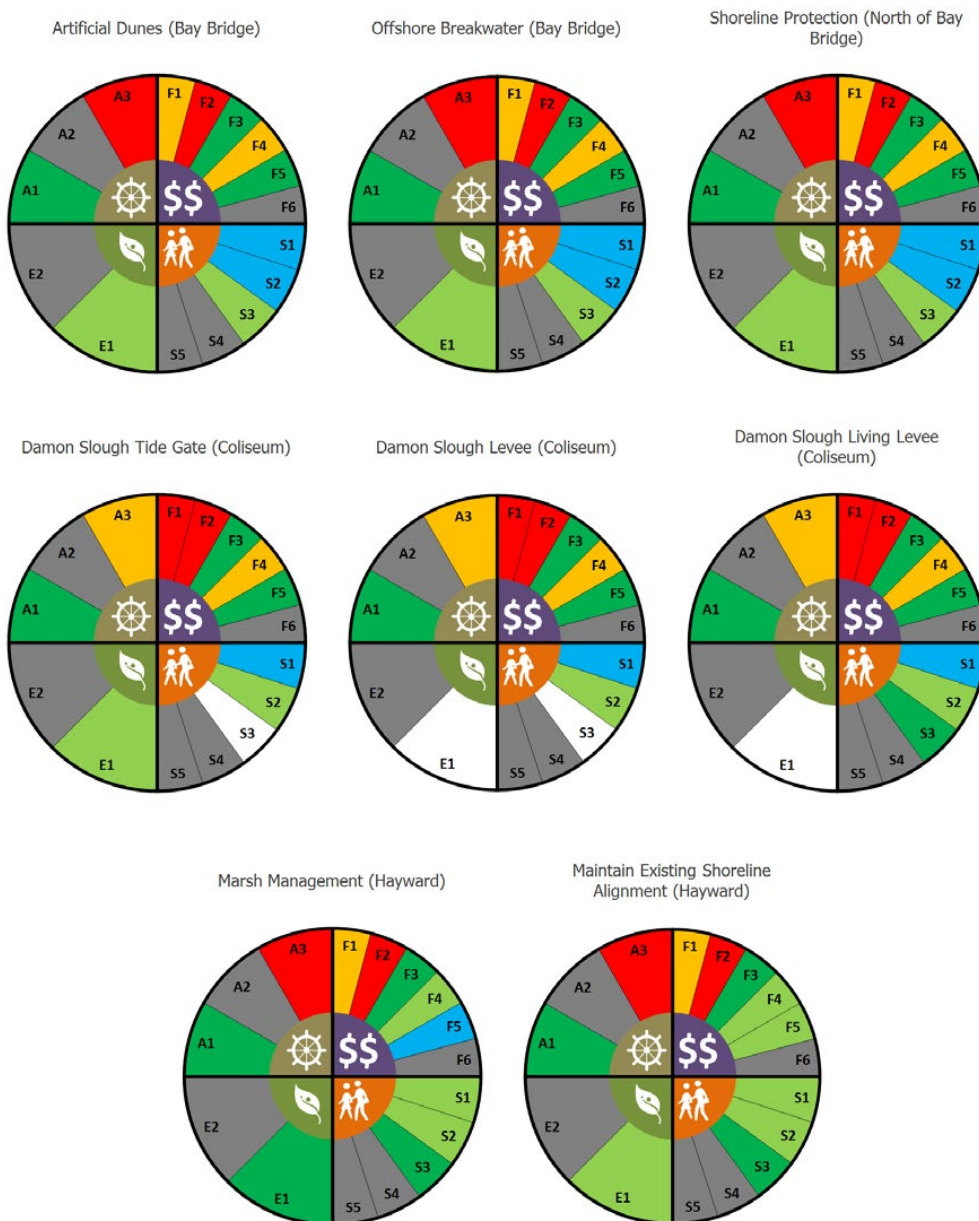 Artificial Dunes (Bay Bridge)
Offshore Breakwater (Bay Bridge)
Shoreline Protection (North of Bay
Bridge)
A3 F1 F2 F3 F4 F5 F6
A2
A1
E2
E1
S1
S2
S3
S4
S5
A3 F1 F2 F3 F4 F5 F6
A2
A1
E2
E1
S1
S2
S3
S4
S5
A3 F1 F2 F3 F4 F5 F6
A2
A1
E2
E1
S1
S2
S3
S4
S5
$$
$$
$$
Damon Slough Tide Gate (Coliseum)
Damon Slough Levee (Coliseum)
Damon Slough Living Levee
(Coliseum)
A3 F1 F2 F3 F4 F5 F6
A2
A1
E2
E1
S1
S2
S3
S4
S5
A3 F1 F2 F3 F4 F5 F6
A2
A1
E2
E1
S1
S2
S3
S4
S5
A3 F1 F2 F3 F4 F5 F6
A2
A1
E2
E1
S1
S2
S3
S4
S5
$$
$$
$$
Marsh Management (Hayward)
Maintain Existing Shoreline
Alignment (Hayward)
A3 F1 F2 F3 F4 F5 F6
A2
A1
E2
E1
S1
S2
S3
S4
S5
A3 F1 F2 F3 F4 F5 F6
A2
A1
E2
E1
S1
S2
S3
S4
S5
$$
$$